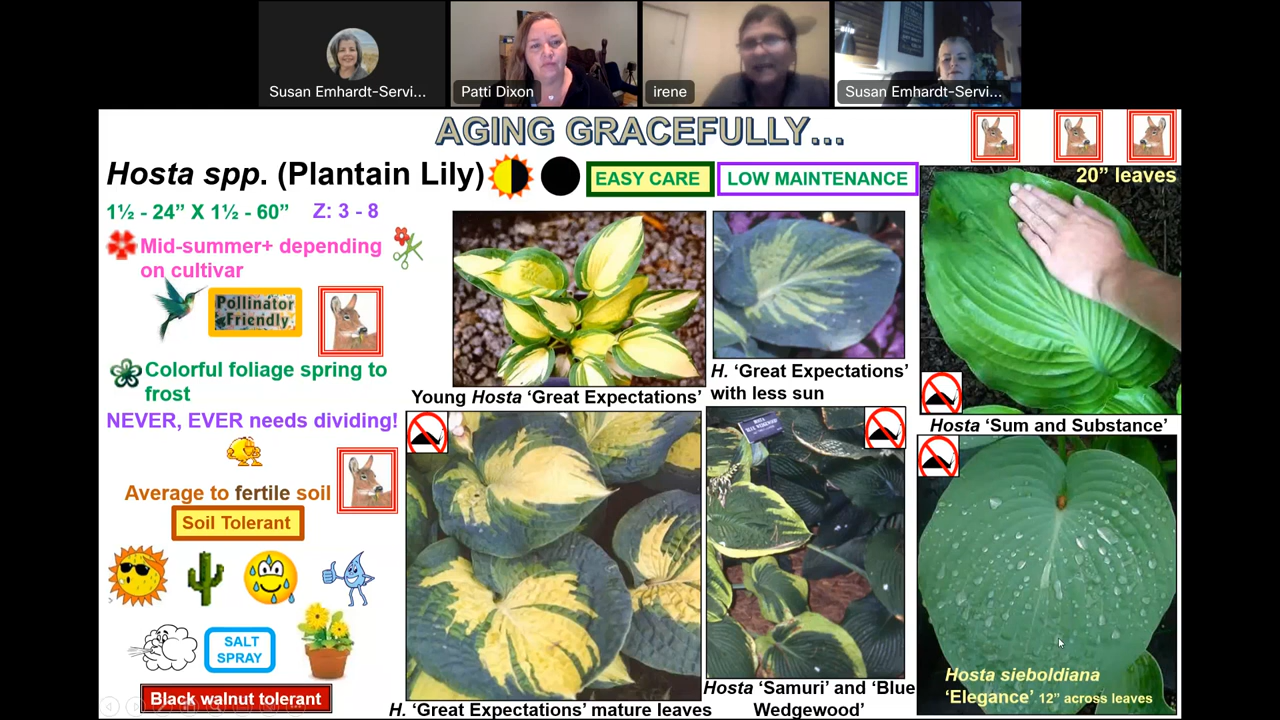 Susan Emhardt-Servi...
Patti Dixon
irene
Susan Emhardt-Servi...
AGING GRACEFULLY...
Hosta spp. (Plantain Lily)
EASY CARE
LOW MAINTENANCE
20” leaves
1½ - 24” X 1½ - 60”
Z: 3 - 8
Mid-summer+ depending
on cultivar
Pollinator
Friendly
Colorful foliage spring to
frost
NEVER, EVER needs dividing!
Average to fertile soil
Soil Tolerant
SALT
SPRAY
Black walnut tolerant
Young Hosta ‘Great Expectations’
H. ‘Great Expectations’
with less sun
Hosta ‘Sum and Substance’
H. ‘Great Expectations’ mature leaves
Hosta ‘Samuri’ and ‘Blue
Wedgewood’
Hosta sieboldiana
‘Elegance’ 12” across leaves